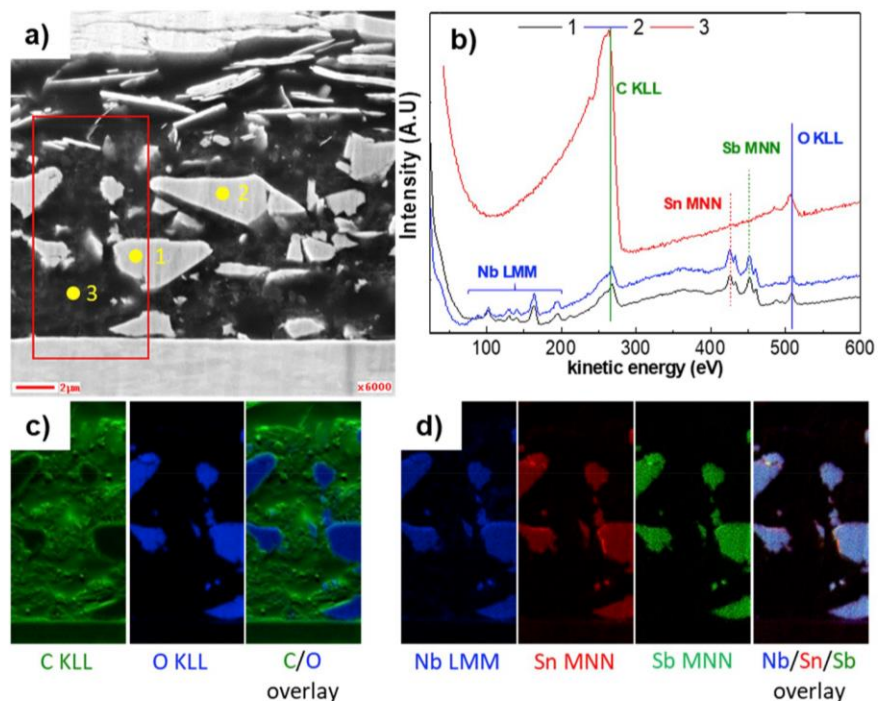 a)
2
1
3
2μm
x6000
b)
1 2 3
C KLL
O KLL
Sb MNN
Sn MNN
Nb LMM
Intensity (A.U)
100 200 300 400 500 600
kinetic energy (eV)
c)
C KLL O KLL C/O
overlay
d)
Nb LMM Sn MNN Sb MNN Nb/Sn/Sb
overlay